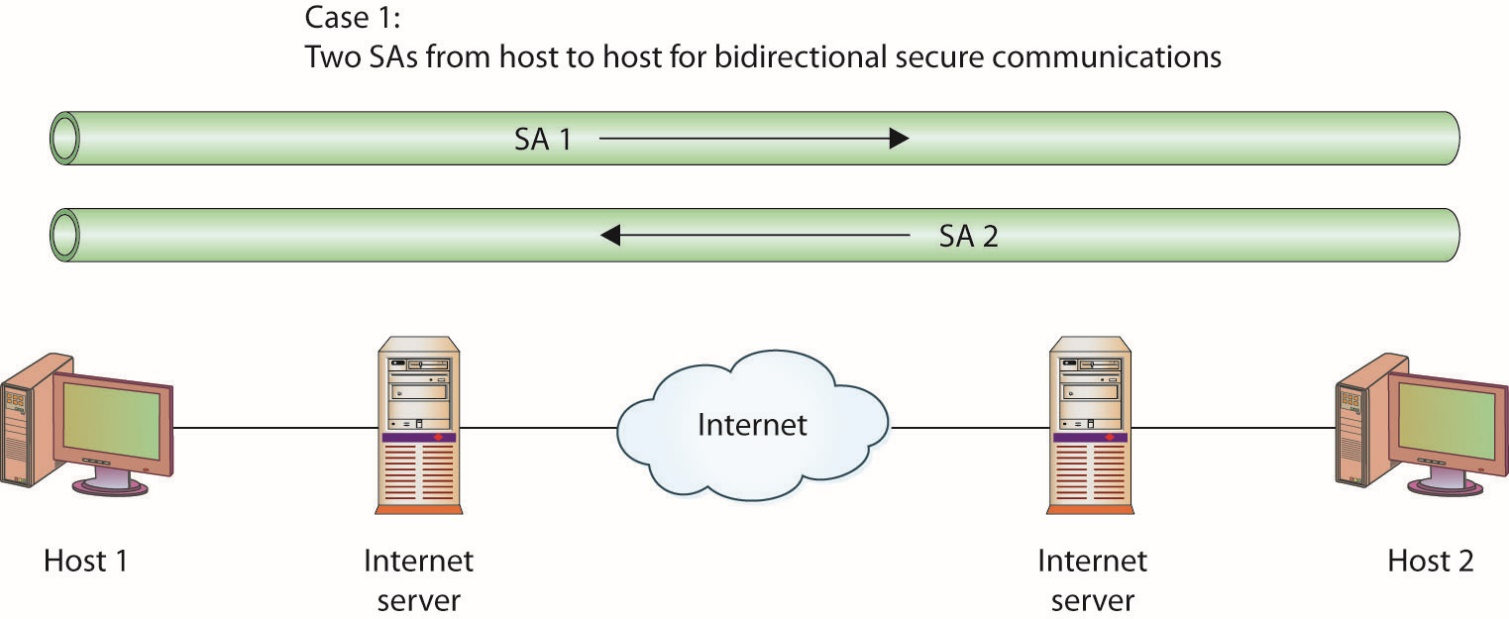 Case 1:
Two SAs from host to host for bidirectional secure communications
SA 1
SA 2
Internet
Host 1
Internet
server
Internet
server
Host 2